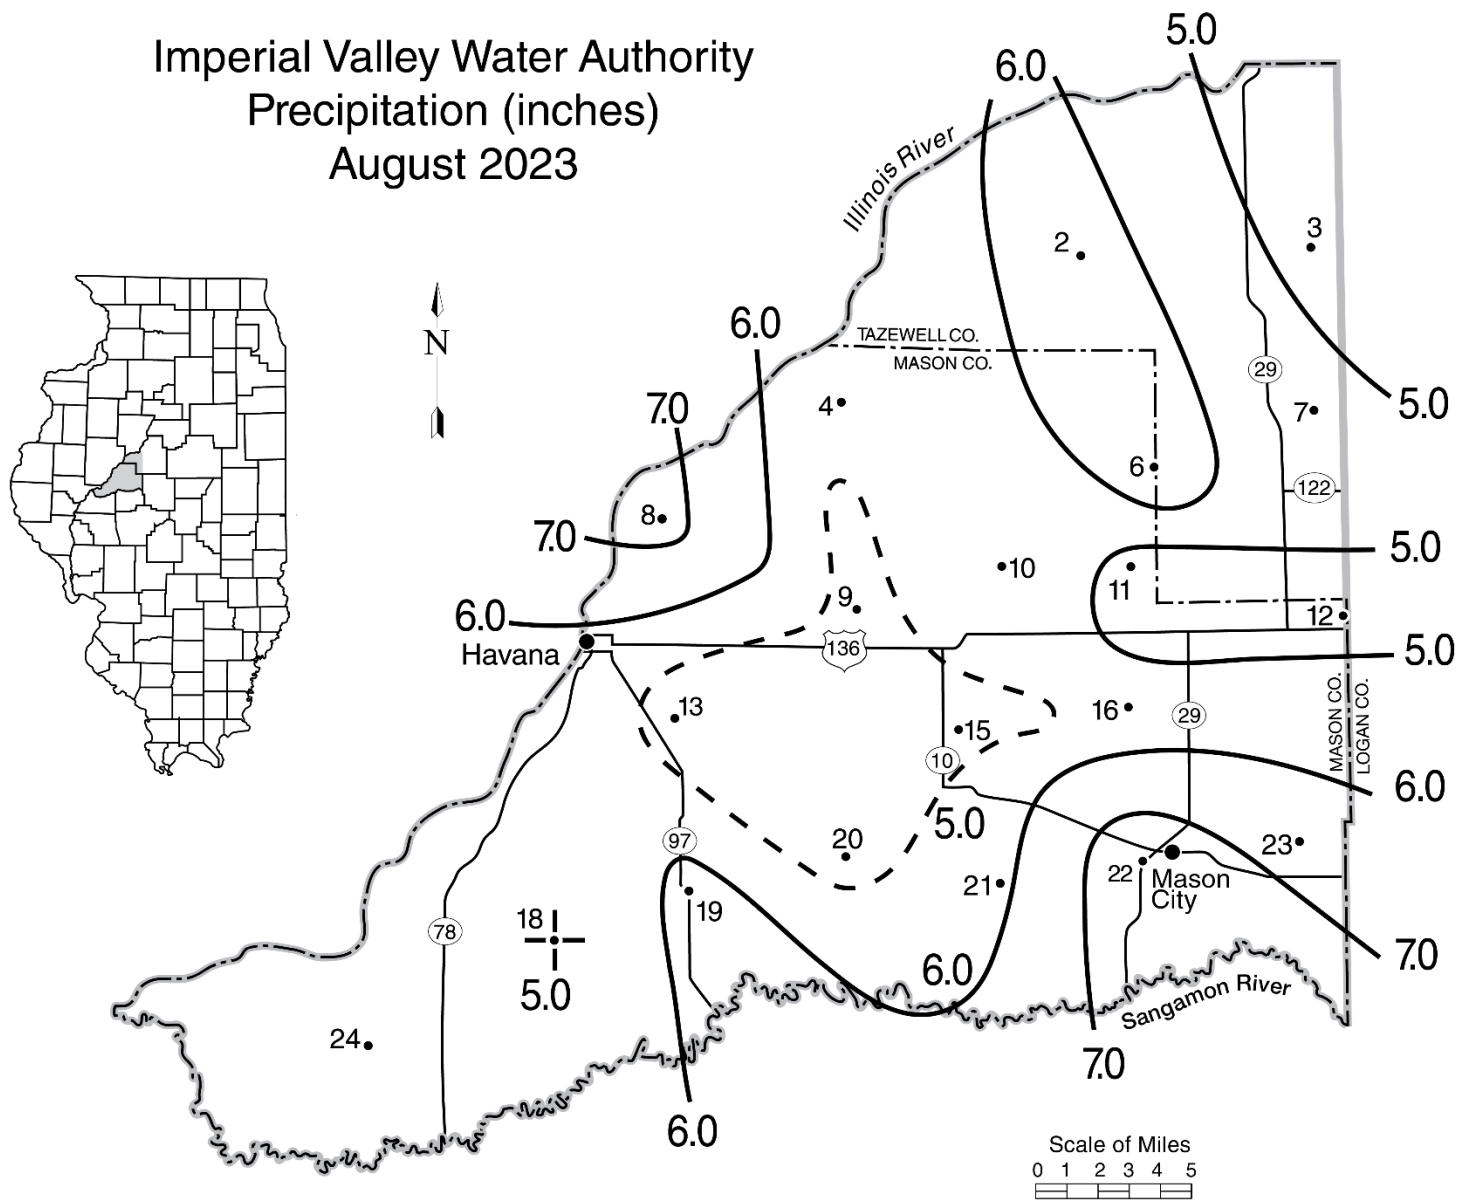 Imperial Valley Water Authority
Precipitation (inches)
August 2023
5.0
6.0
Illinois River
3
2
N
6.0
TAZEWELL CO.
MASON CO.
29
7.0
4
7
5.0
6
122
8
7.0
5.0
10
11
9
6.0
12
Havana
136
5.0
13
16
29
MASON CO.
LOGAN CO.
15
10
6.0
5.0
97
20
23
22
Mason
City
21
19
18
78
7.0
6.0
5.0
Sangamon River
24
7.0
6.0
Scale of Miles
0 1 2 3 4 5